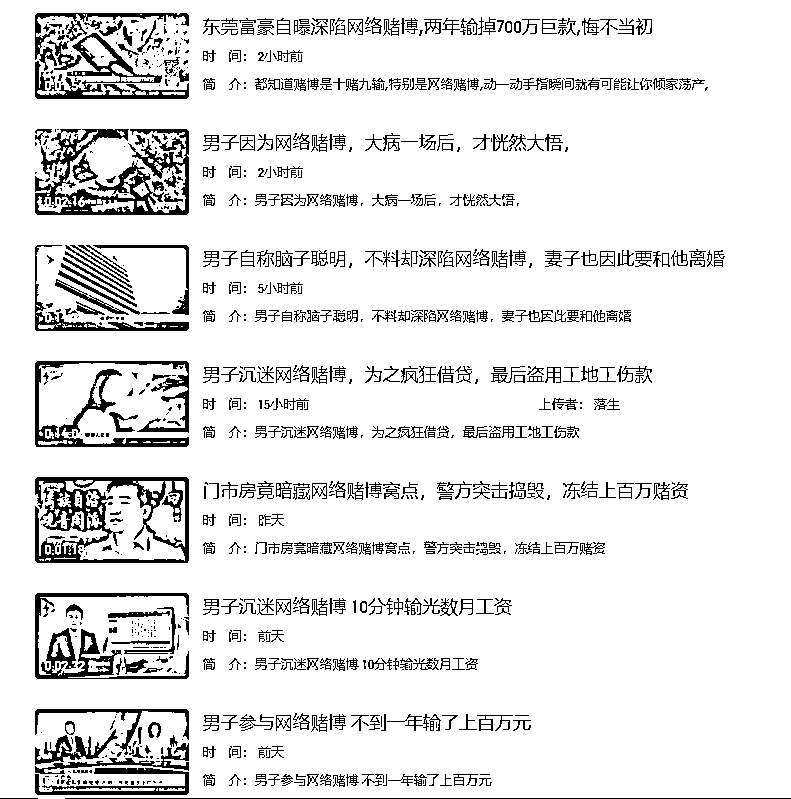 东莞富豪自曝深陷网络赌博,两年输掉700万巨款,悔不当初
时 间：2小时前
简 介：都知道赌博是十赌九输,特别是网络赌博,动一动手指瞬间就有可能让你倾家荡产,
男子因为网络赌博，大病一场后，才恍然大悟，
时 间：2小时前
0:02:16
简 介：男子因为网络赌博，大病一场后，才恍然大悟，
男子自称脑子聪明，不料却深陷网络赌博，妻子也因此要和他离婚
时 间：5小时前
简 介：男子自称脑子聪明，不料却深陷网络赌博，妻子也因此要和他离婚
男子沉迷网络赌博，为之疯狂借贷，最后盗用工地工伤款
时 间：15小时前 上传者：落生
简 介：男子沉迷网络赌博，为之疯狂借贷，最后盗用工地工伤款
门市房竟暗藏网络赌博窝点，警方突击捣毁，冻结上百万赌资
时 间：昨天
0:01:18
简 介：门市房竟暗藏网络赌博窝点，警方突击捣毁，冻结上百万赌资
男子沉迷网络赌博 10分钟输光数月工资
时 间：前天
0:02:32
简 介：男子沉迷网络赌博 10分钟输光数月工资
男子参与网络赌博 不到一年输了上百万元
时 间：前天
简 介：男子参与网络赌博 不到一年输了上百万元